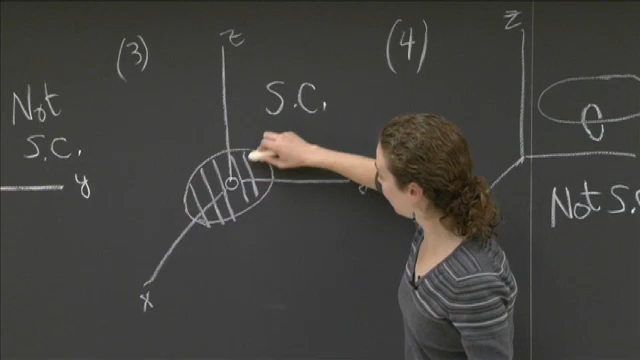 Not
S.C.
y
(3)
z
S.C.
x
(4)
z
Not S.